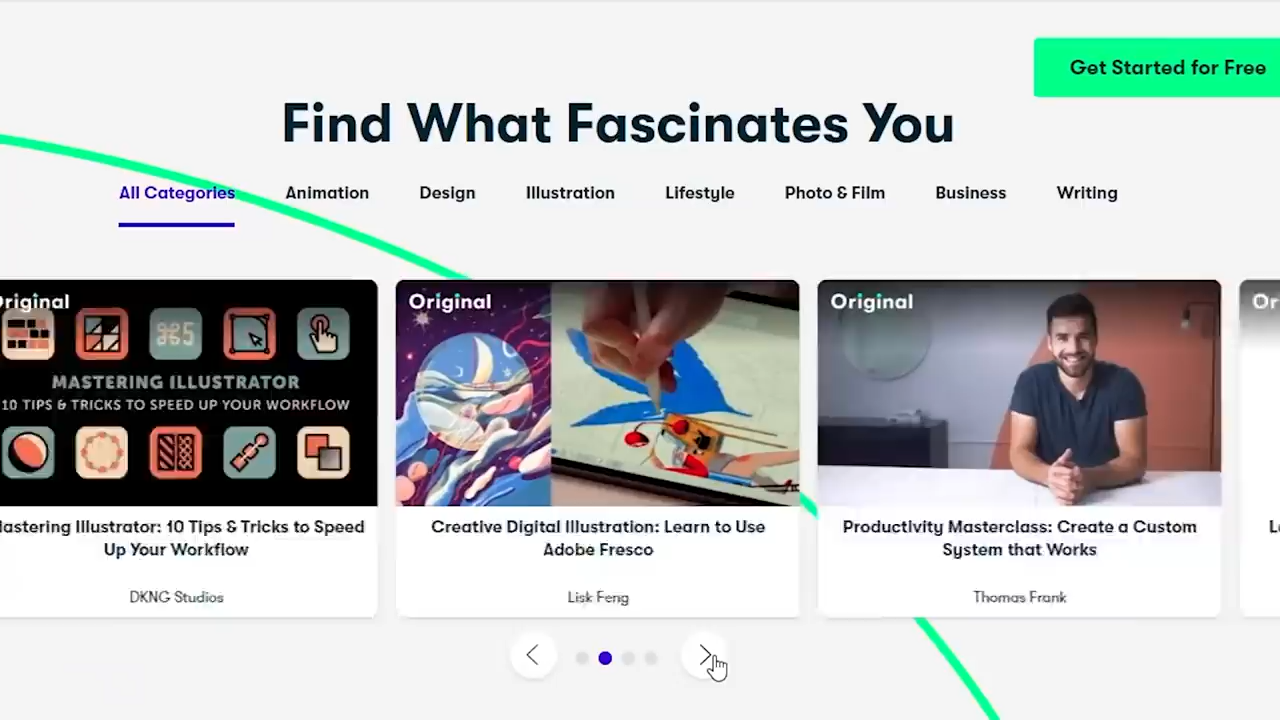 Get Started for Free
Find What Fascinates You
All Categories
Animation
Design
Illustration
Lifestyle
Photo & Film
Business
Writing
Original
MASTERING ILLUSTRATOR
10 TIPS & TRICKS TO SPEED UP YOUR WORKFLOW
⌘5
Mastering Illustrator: 10 Tips & Tricks to Speed
Up Your Workflow
DKNG Studios
Original
Creative Digital Illustration: Learn to Use
Adobe Fresco
Lisk Feng
Original
Productivity Masterclass: Create a Custom
System that Works
Thomas Frank